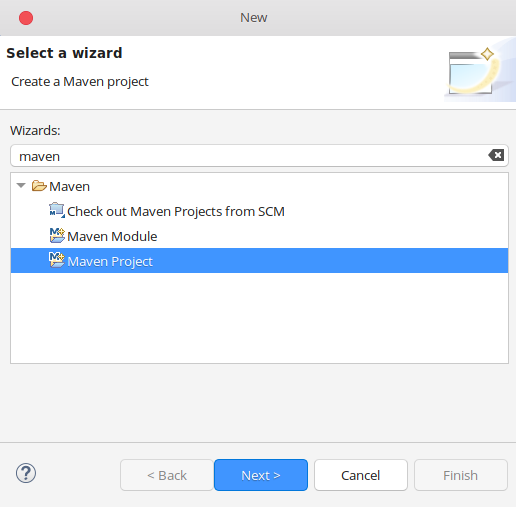 New
Select a wizard
Create a Maven project
Wizards:
maven
Maven
Check out Maven Projects from SCM
Maven Module
Maven Project
< Back
Next >
Cancel
Finish